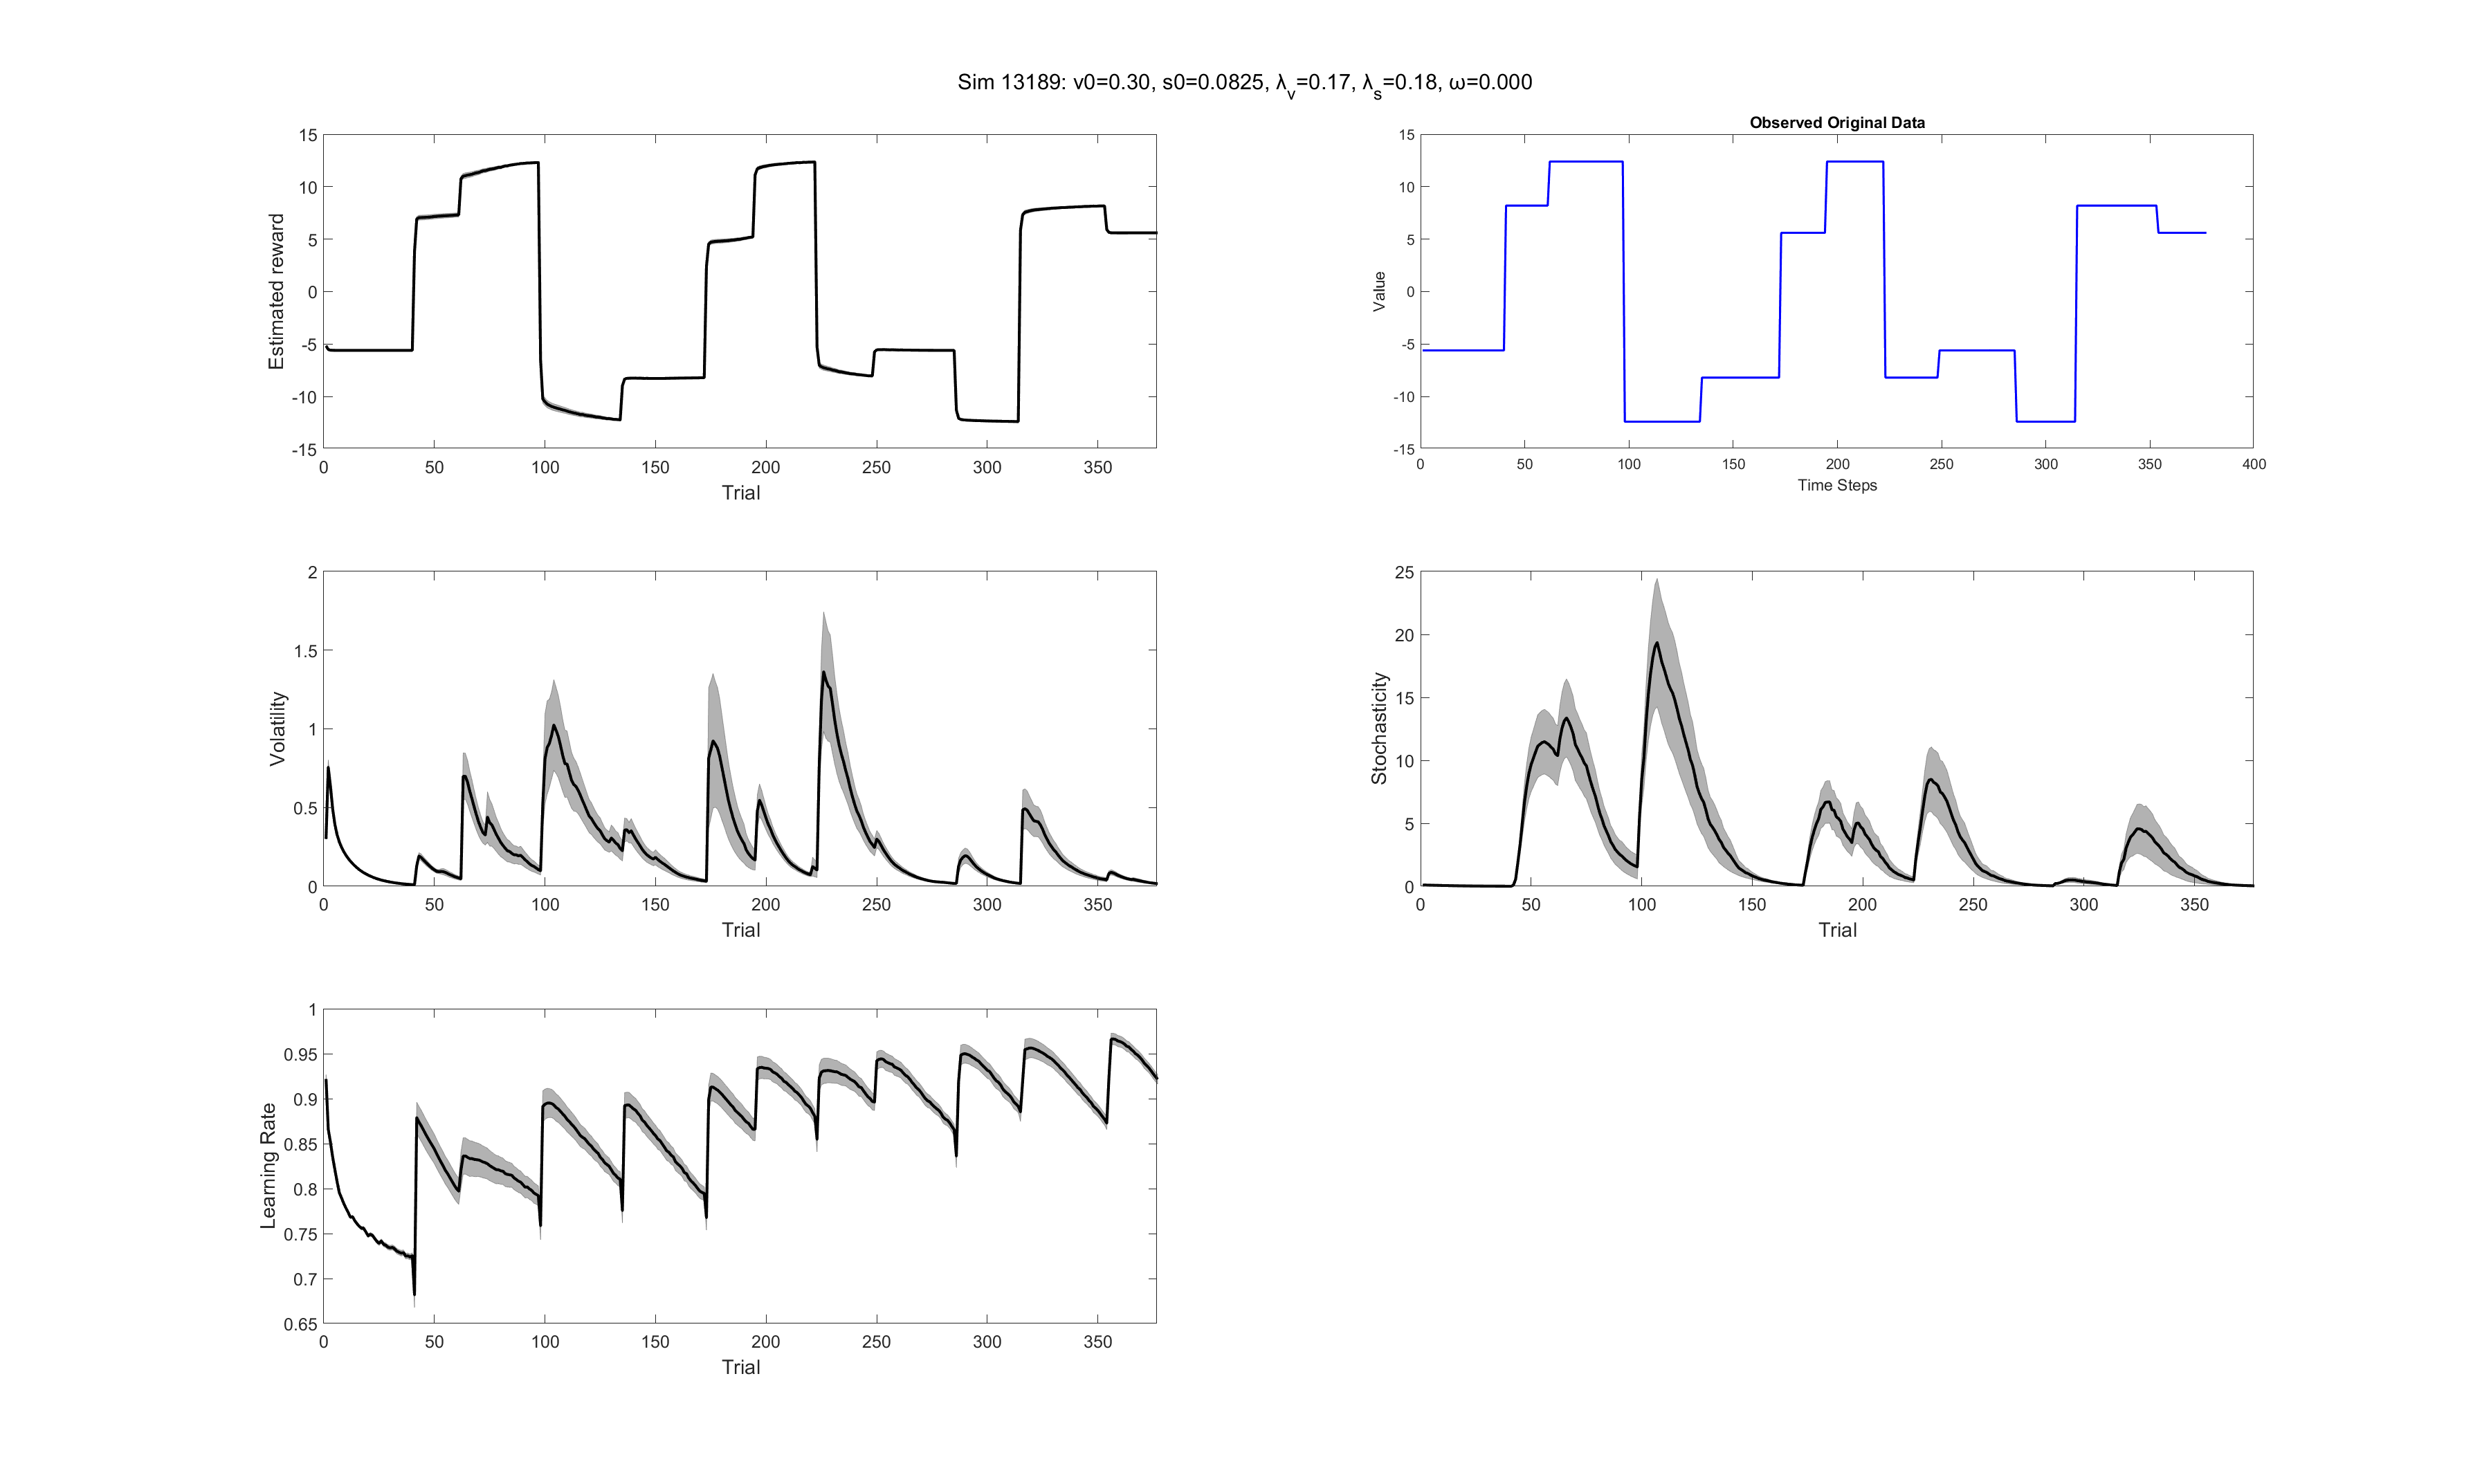 Sim 13189: v0=0.30, s0=0.0825, λv=0.17, λs=0.18, ω=0.000
Estimated reward
15
10
5
0
-5
-10
-15
0 50 100 150 200 250 300 350
Trial
Observed Original Data
Value
15
10
5
0
-5
-10
-15
0 50 100 150 200 250 300 350 400
Time Steps
Volatility
2
1.5
1
0.5
0
0 50 100 150 200 250 300 350
Trial
Stochasticity
25
20
15
10
5
0
0 50 100 150 200 250 300 350
Trial
Learning Rate
1
0.95
0.9
0.85
0.8
0.75
0.7
0.65
0 50 100 150 200 250 300 350
Trial